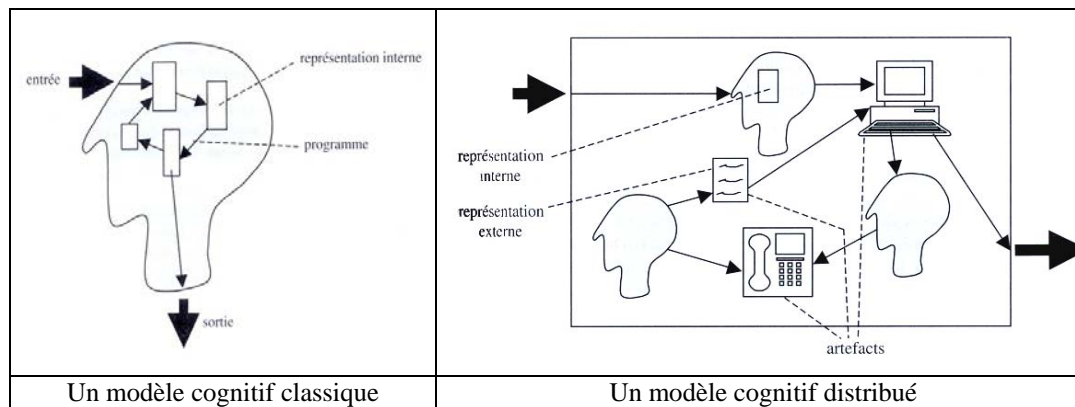 entrée
représentation interne
programme
sortie
représentation
interne
représentation
externe
artefacts
Un modèle cognitif classique
Un modèle cognitif distribué